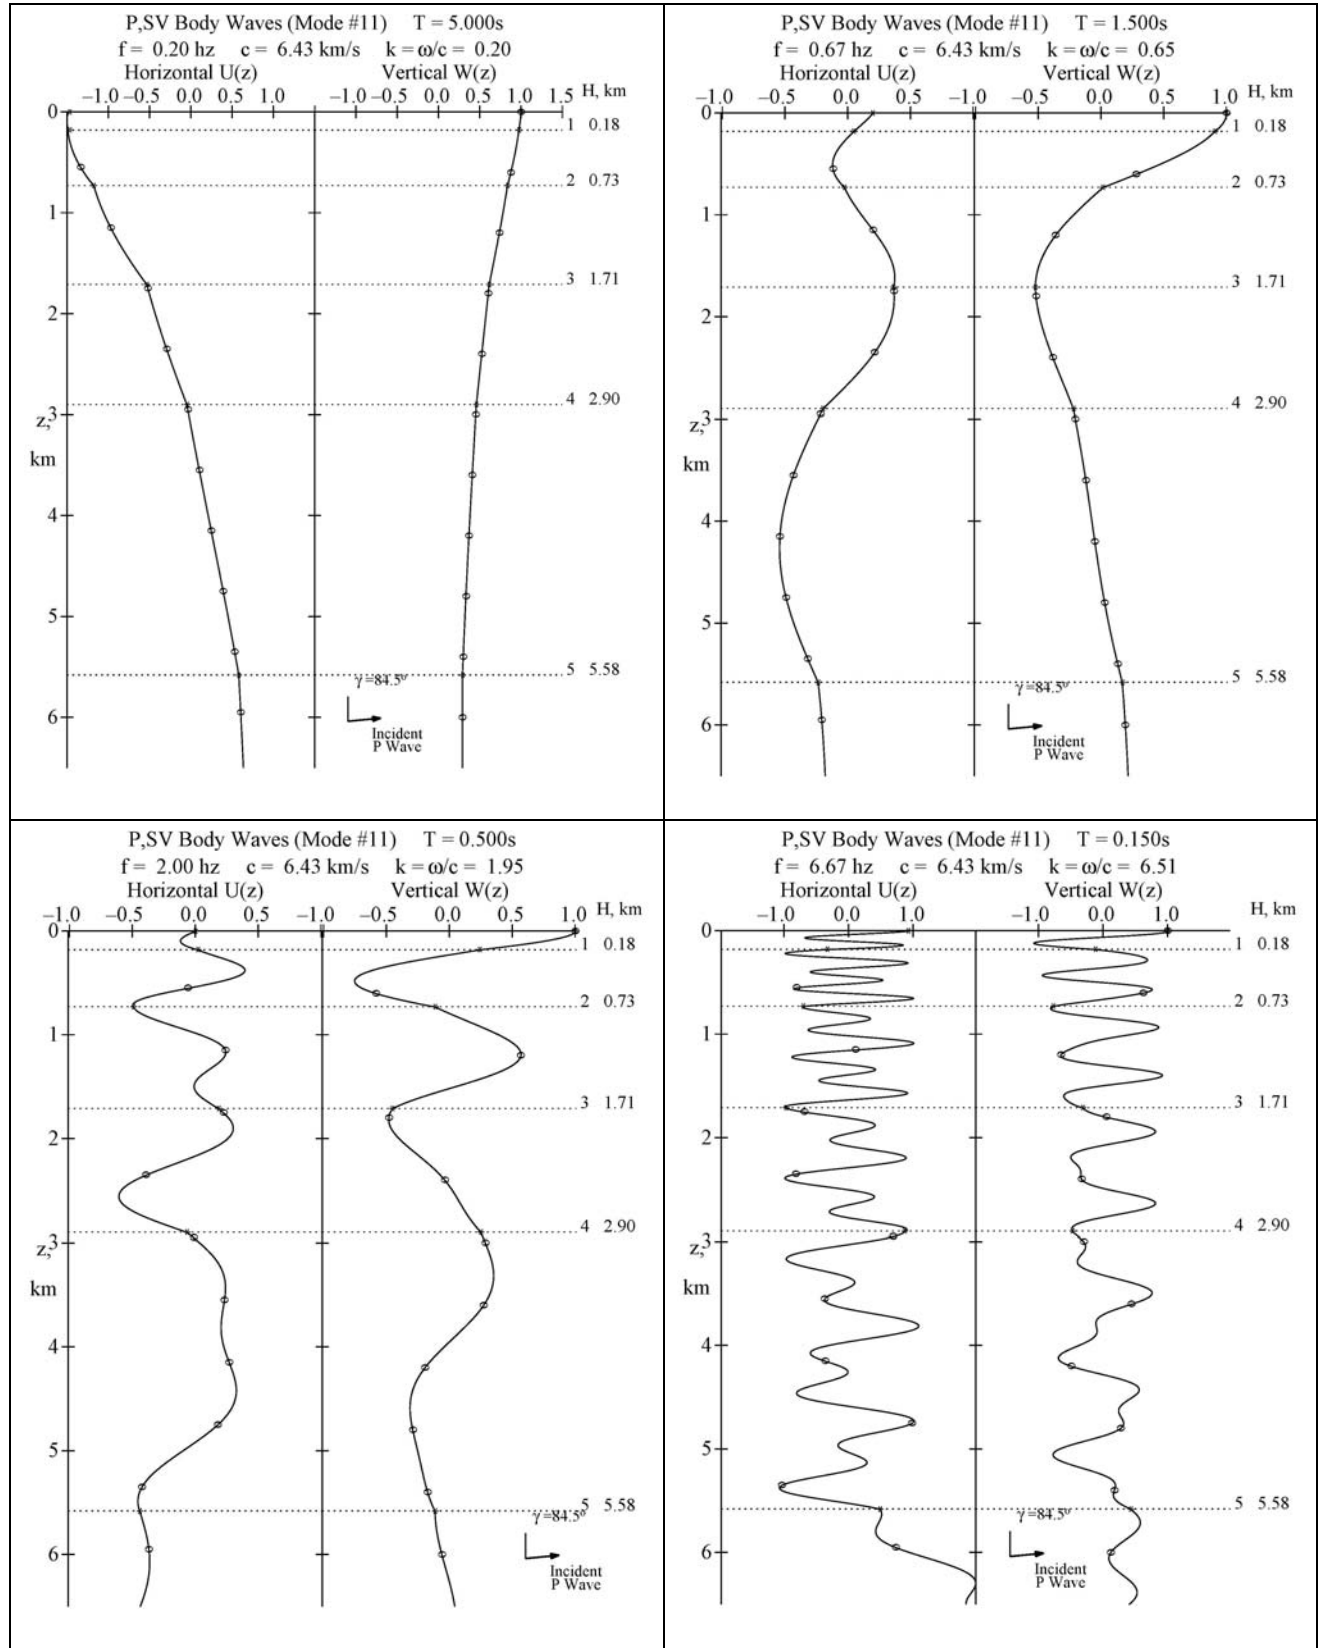 P,SV Body Waves (Mode #11) T = 5.000s
f = 0.20 hz c = 6.43 km/s k = ω/c = 0.20
Horizontal U(z) Vertical W(z)
−1.0 −0.5 0.0 0.5 1.0 −1.0 −0.5 0.0 0.5 1.0 1.5 H, km
0
1 0.18
2 0.73
1
3 1.71
2
4 2.90
3
z,
km
4
5
5 5.58
γ=84.5º
6
Incident
P Wave
P,SV Body Waves (Mode #11) T = 1.500s
f = 0.67 hz c = 6.43 km/s k = ω/c = 0.65
Horizontal U(z) Vertical W(z)
−1.0 −0.5 0.0 0.5 −1.0 −0.5 0.0 0.5 1.0 H, km
0
1 0.18
2 0.73
1
3 1.71
2
4 2.90
3
z,
km
4
5
5 5.58
γ=84.5º
6
Incident
P Wave
P,SV Body Waves (Mode #11) T = 0.500s
f = 2.00 hz c = 6.43 km/s k = ω/c = 1.95
Horizontal U(z) Vertical W(z)
−1.0 −0.5 0.0 0.5 −1.0 −0.5 0.0 0.5 1.0 H, km
0
1 0.18
2 0.73
1
3 1.71
2
4 2.90
3
z,
km
4
5
5 5.58
γ=84.5º
6
Incident
P Wave
P,SV Body Waves (Mode #11) T = 0.150s
f = 6.67 hz c = 6.43 km/s k = ω/c = 6.51
Horizontal U(z) Vertical W(z)
−1.0 0.0 1.0 −1.0 0.0 1.0 H, km
0
1 0.18
2 0.73
1
3 1.71
2
4 2.90
3
z,
km
4
5
5 5.58
γ=84.5º
6
Incident
P Wave